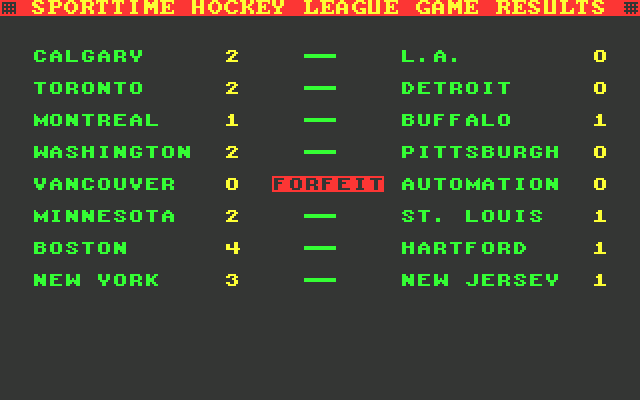 SPORTTIME HOCKEY LEAGUE GAME RESULTS
CALGARY 2 — L.A. 0
TORONTO 2 — DETROIT 0
MONTREAL 1 — BUFFALO 1
WASHINGTON 2 — PITTSBURGH 0
VANCOUVER 0 FORFEIT AUTOMATION 0
MINNESOTA 2 — ST. LOUIS 1
BOSTON 4 — HARTFORD 1
NEW YORK 3 — NEW JERSEY 1